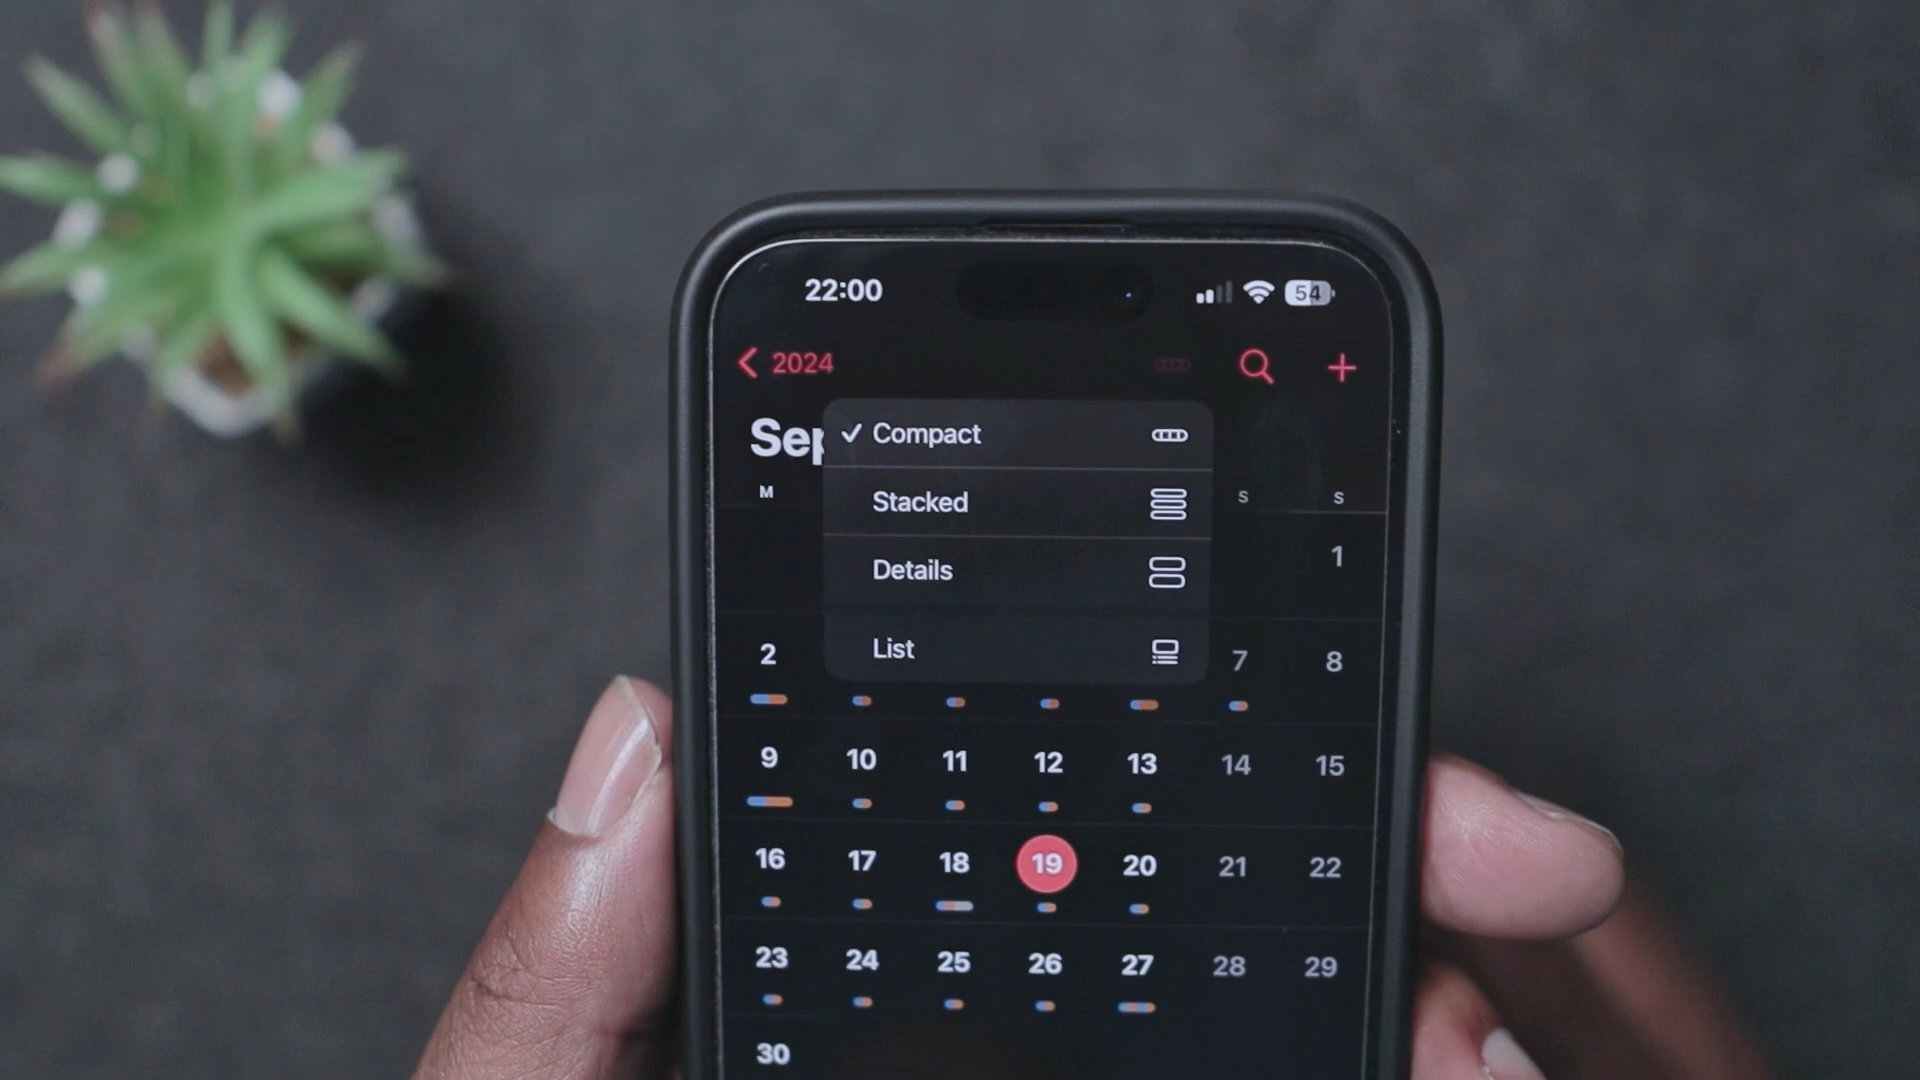 22:00 54
2024
Sep
Compact
Stacked
Details
List
M S S
1
2 7 8
9 10 11 12 13 14 15
16 17 18 19 20 21 22
23 24 25 26 27 28 29
30